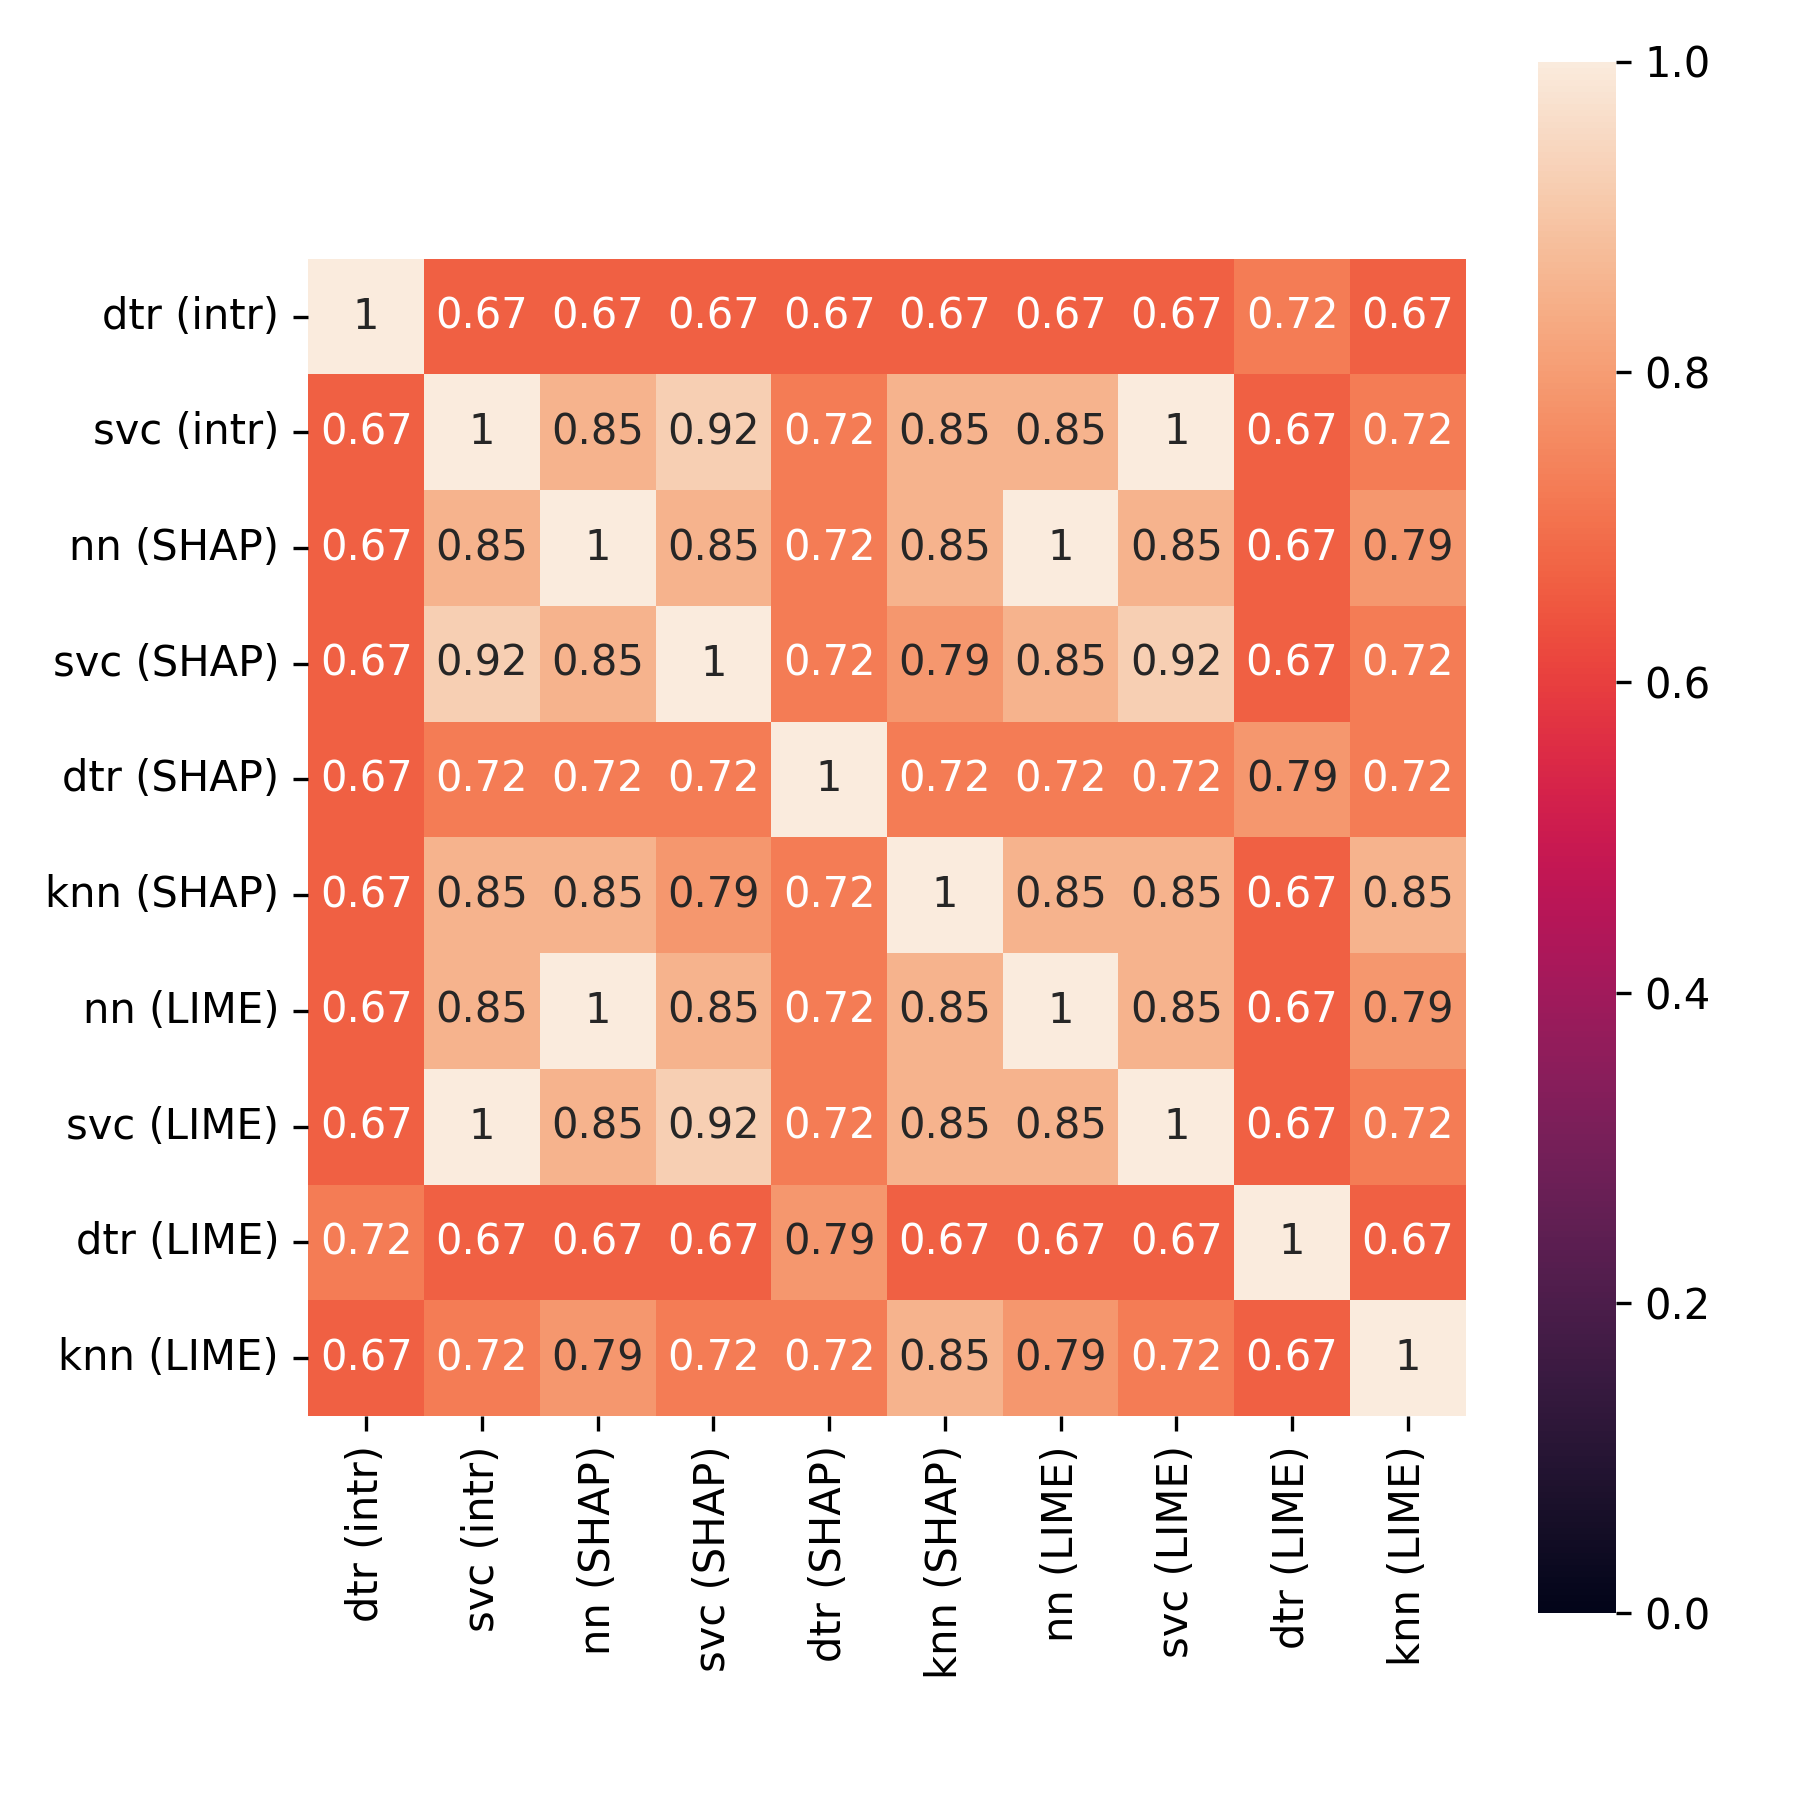 1.0
dtr (intr) 1 0.67 0.67 0.67 0.67 0.67 0.67 0.67 0.72 0.67
0.8
svc (intr) 0.67 1 0.85 0.92 0.72 0.85 0.85 1 0.67 0.72
nn (SHAP) 0.67 0.85 1 0.85 0.72 0.85 1 0.85 0.67 0.79
svc (SHAP) 0.67 0.92 0.85 1 0.72 0.79 0.85 0.92 0.67 0.72
0.6
dtr (SHAP) 0.67 0.72 0.72 0.72 1 0.72 0.72 0.72 0.79 0.72
knn (SHAP) 0.67 0.85 0.85 0.79 0.72 1 0.85 0.85 0.67 0.85
0.4
nn (LIME) 0.67 0.85 1 0.85 0.72 0.85 1 0.85 0.67 0.79
svc (LIME) 0.67 1 0.85 0.92 0.72 0.85 0.85 1 0.67 0.72
dtr (LIME) 0.72 0.67 0.67 0.67 0.79 0.67 0.67 0.67 1 0.67
0.2
knn (LIME) 0.67 0.72 0.79 0.72 0.72 0.85 0.79 0.72 0.67 1
0.0
dtr (intr)
svc (intr)
nn (SHAP)
svc (SHAP)
dtr (SHAP)
knn (SHAP)
nn (LIME)
svc (LIME)
dtr (LIME)
knn (LIME)